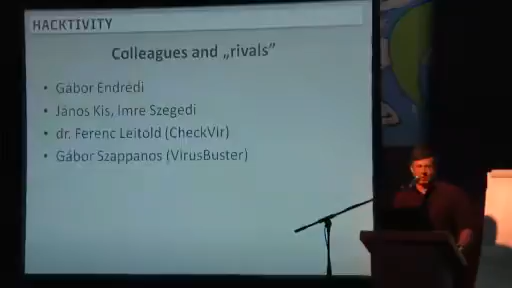 HACKTIVITY
Colleagues and „rivals”
• Gábor Endrédi
• János Kis, Imre Szegedi
• dr. Ferenc Leitold (CheckVir)
• Gábor Szappanos (VirusBuster)